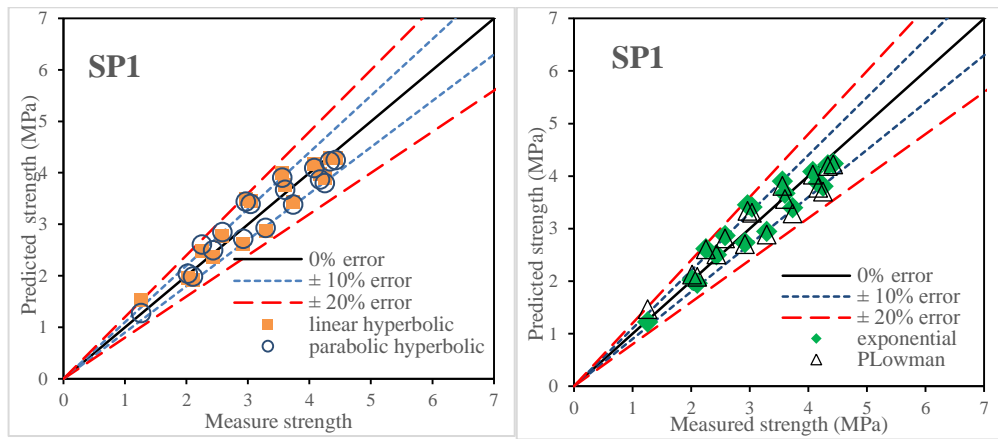 SP1
Predicted strength (MPa)
7
6
5
4
3
2
1
0
0% error
± 10% error
± 20% error
linear hyperbolic
parabolic hyperbolic
0 1 2 3 4 5 6 7
Measure strength
SP1
Predicted strength (MPa)
7
6
5
4
3
2
1
0
0% error
± 10% error
± 20% error
exponential
PLowman
0 1 2 3 4 5 6 7
Measured strength (MPa)